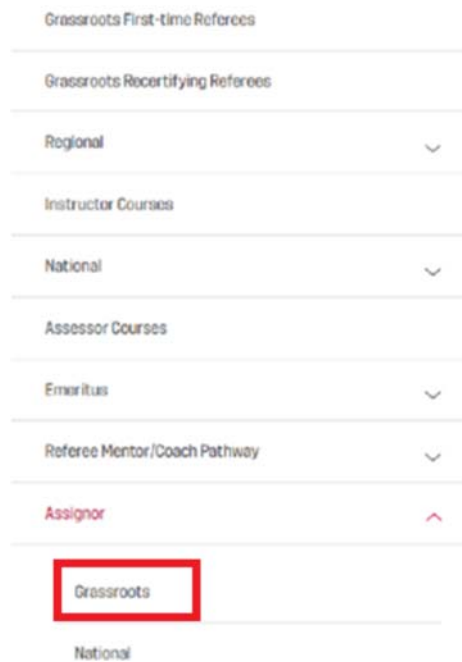 Grassroots First-time Referees
Grassroots Recertifying Referees
Regional
Instructor Courses
National
Assessor Courses
Emeritus
Referee Mentor/Coach Pathway
Assignor
Grassroots
National